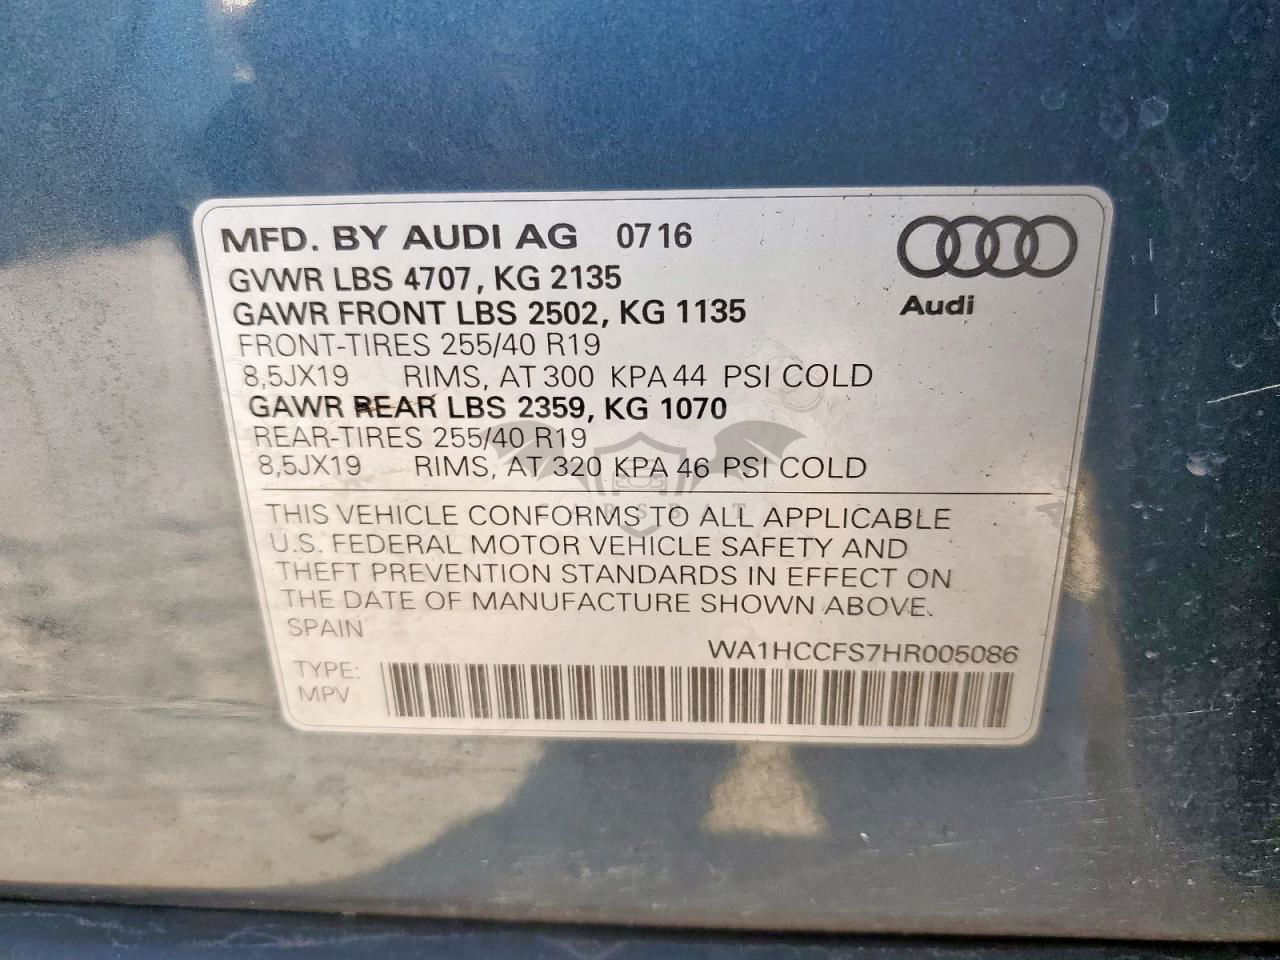 MFD. BY AUDI AG 0716
GVWR LBS 4707, KG 2135
GAWR FRONT LBS 2502, KG 1135
FRONT-TIRES 255/40 R19
8,5JX19 RIMS, AT 300 KPA 44 PSI COLD
GAWR REAR LBS 2359, KG 1070
REAR-TIRES 255/40 R19
8,5JX19 RIMS, AT 320 KPA 46 PSI COLD
Audi
CARSBAT
THIS VEHICLE CONFORMS TO ALL APPLICABLE
U.S. FEDERAL MOTOR VEHICLE SAFETY AND
THEFT PREVENTION STANDARDS IN EFFECT ON
THE DATE OF MANUFACTURE SHOWN ABOVE.
SPAIN
WA1HCCFS7HR005086
TYPE:
MPV